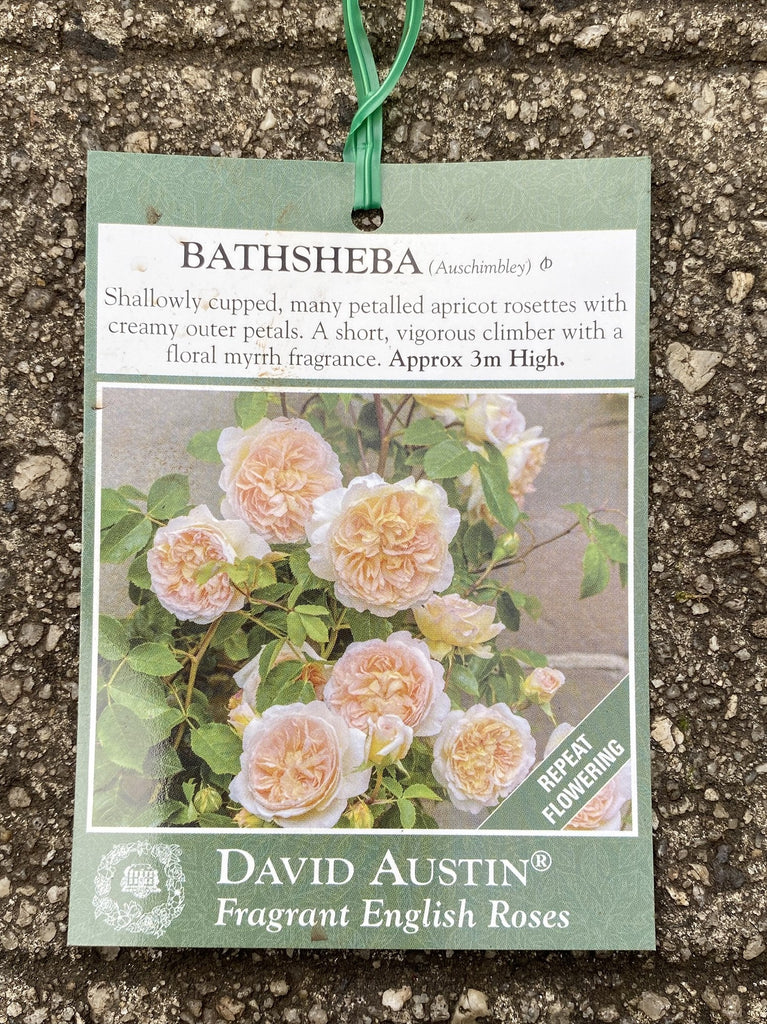 BATHSHEBA (Auschimbley)
Shallowly cupped, many petalled apricot rosettes with
creamy outer petals. A short, vigorous climber with a
floral myrrh fragrance. Approx 3m High.
REPEAT
FLOWERING
DAVID AUSTIN®
Fragrant English Roses